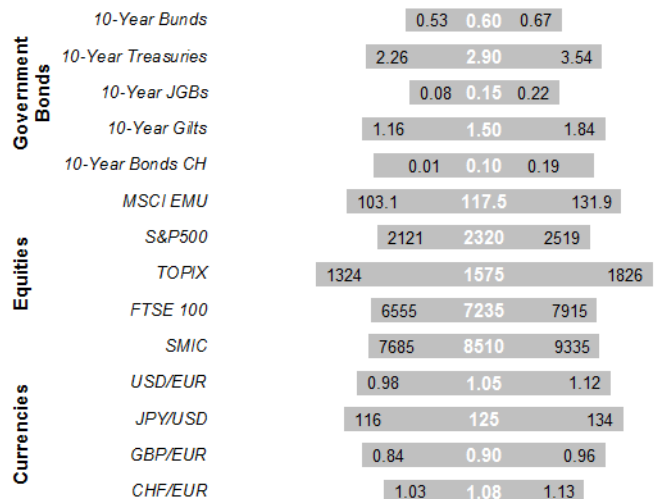 Government
Bonds
10-Year Bunds 0.53 0.60 0.67
10-Year Treasuries 2.26 2.90 3.54
10-Year JGBs 0.08 0.15 0.22
10-Year Gilts 1.16 1.50 1.84
10-Year Bonds CH 0.01 0.10 0.19
Equities
MSCI EMU 103.1 117.5 131.9
S&P500 2121 2320 2519
TOPIX 1324 1575 1826
FTSE 100 6555 7235 7915
SMIC 7685 8510 9335
Currencies
USD/EUR 0.98 1.05 1.12
JPY/USD 116 125 134
GBP/EUR 0.84 0.90 0.96
CHF/EUR 1.03 1.08 1.13